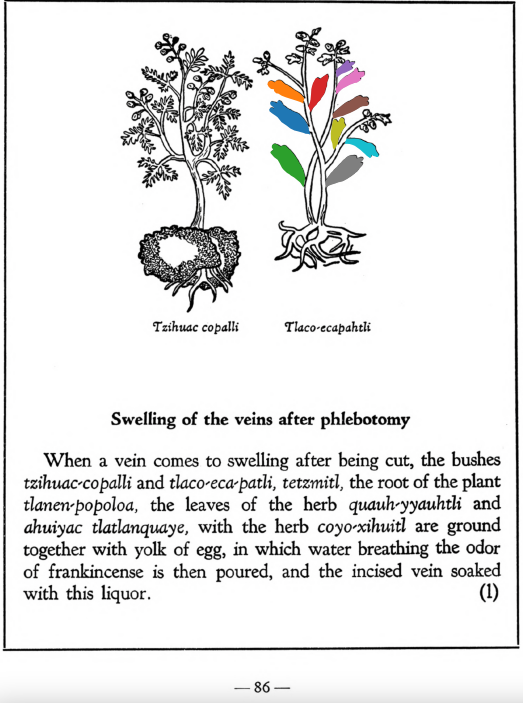 Tzihuac copalli Tlaco-ecapahtli
Swelling of the veins after phlebotomy
When a vein comes to swelling after being cut, the bushes
tzihuac-copalli and tlaco-eca-patli, tetzmitl, the root of the plant
tlanen-popoloa, the leaves of the herb quauh-yyauhtli and
ahuiyac tlatlanquaye, with the herb coyo-xihuitl are ground
together with yolk of egg, in which water breathing the odor
of frankincense is then poured, and the incised vein soaked
with this liquor. (1)
— 86 —